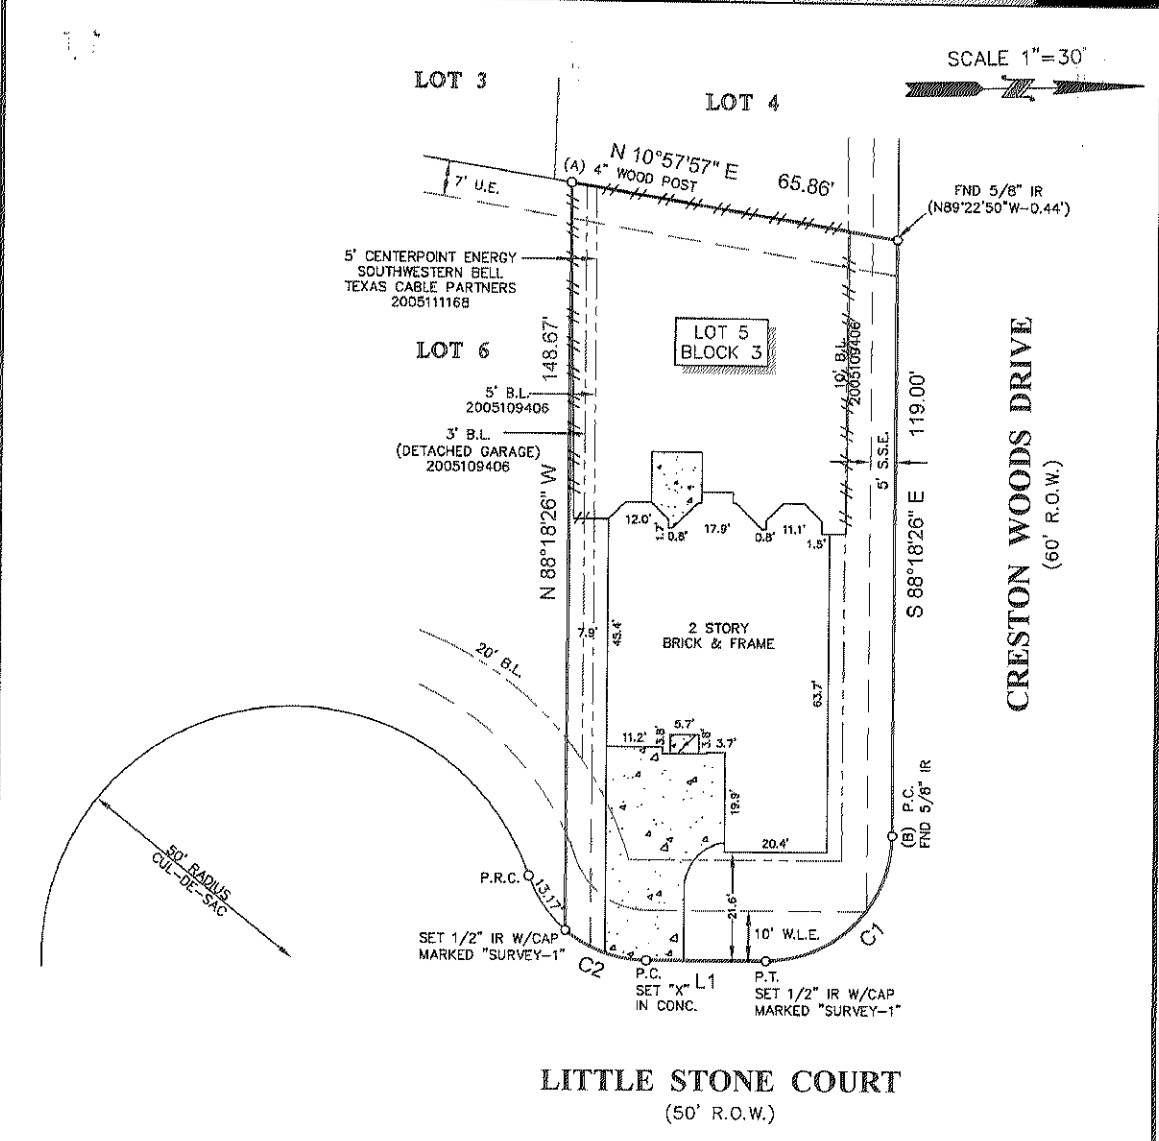 SCALE 1"=30'
LOT 3
LOT 4
N 10°57'57" E
65.86'
(A) 4"
WOOD POST
7' U.E.
FND 5/8" IR
(N89°22'50"W-0.44')
5' CENTERPOINT ENERGY
SOUTHWESTERN BELL
TEXAS CABLE PARTNERS
2005111168
LOT 5
BLOCK 3
LOT 6
148.67'
N 88°18'26" W
5' B.L.
2005109406
3' B.L.
(DETACHED GARAGE)
2005109406
10' B.L.
2005109406
119.00'
S 88°18'26" E
5' S.S.E.
CRESTON WOODS DRIVE
(60' R.O.W.)
12.0'
1.7'
0.8'
17.9'
0.8'
11.1'
1.5'
7.9'
45.4'
2 STORY
BRICK & FRAME
63.7'
20' B.L.
11.2'
3.8'
5.7'
3.8'
3.7'
19.9'
20.4'
21.6'
(B) P.C.
FND 5/8" IR
50' RADIUS
CUL-DE-SAC
P.R.C.
13.17'
10' W.L.E.
C1
SET 1/2" IR W/CAP
MARKED "SURVEY-1"
C2
P.C.
SET "X"
IN CONC.
L1
P.T.
SET 1/2" IR W/CAP
MARKED "SURVEY-1"
LITTLE STONE COURT
(50' R.O.W.)